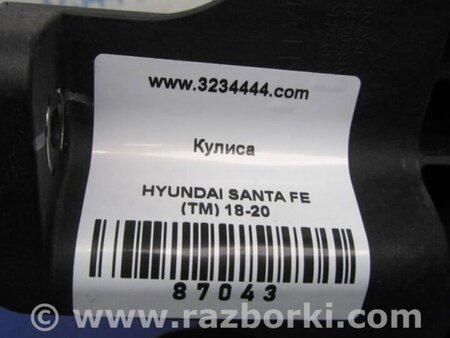 www.3234444.com
Кулиса
HYUNDAI SANTA FE
(TM) 18-20
87043
www.razborki.com